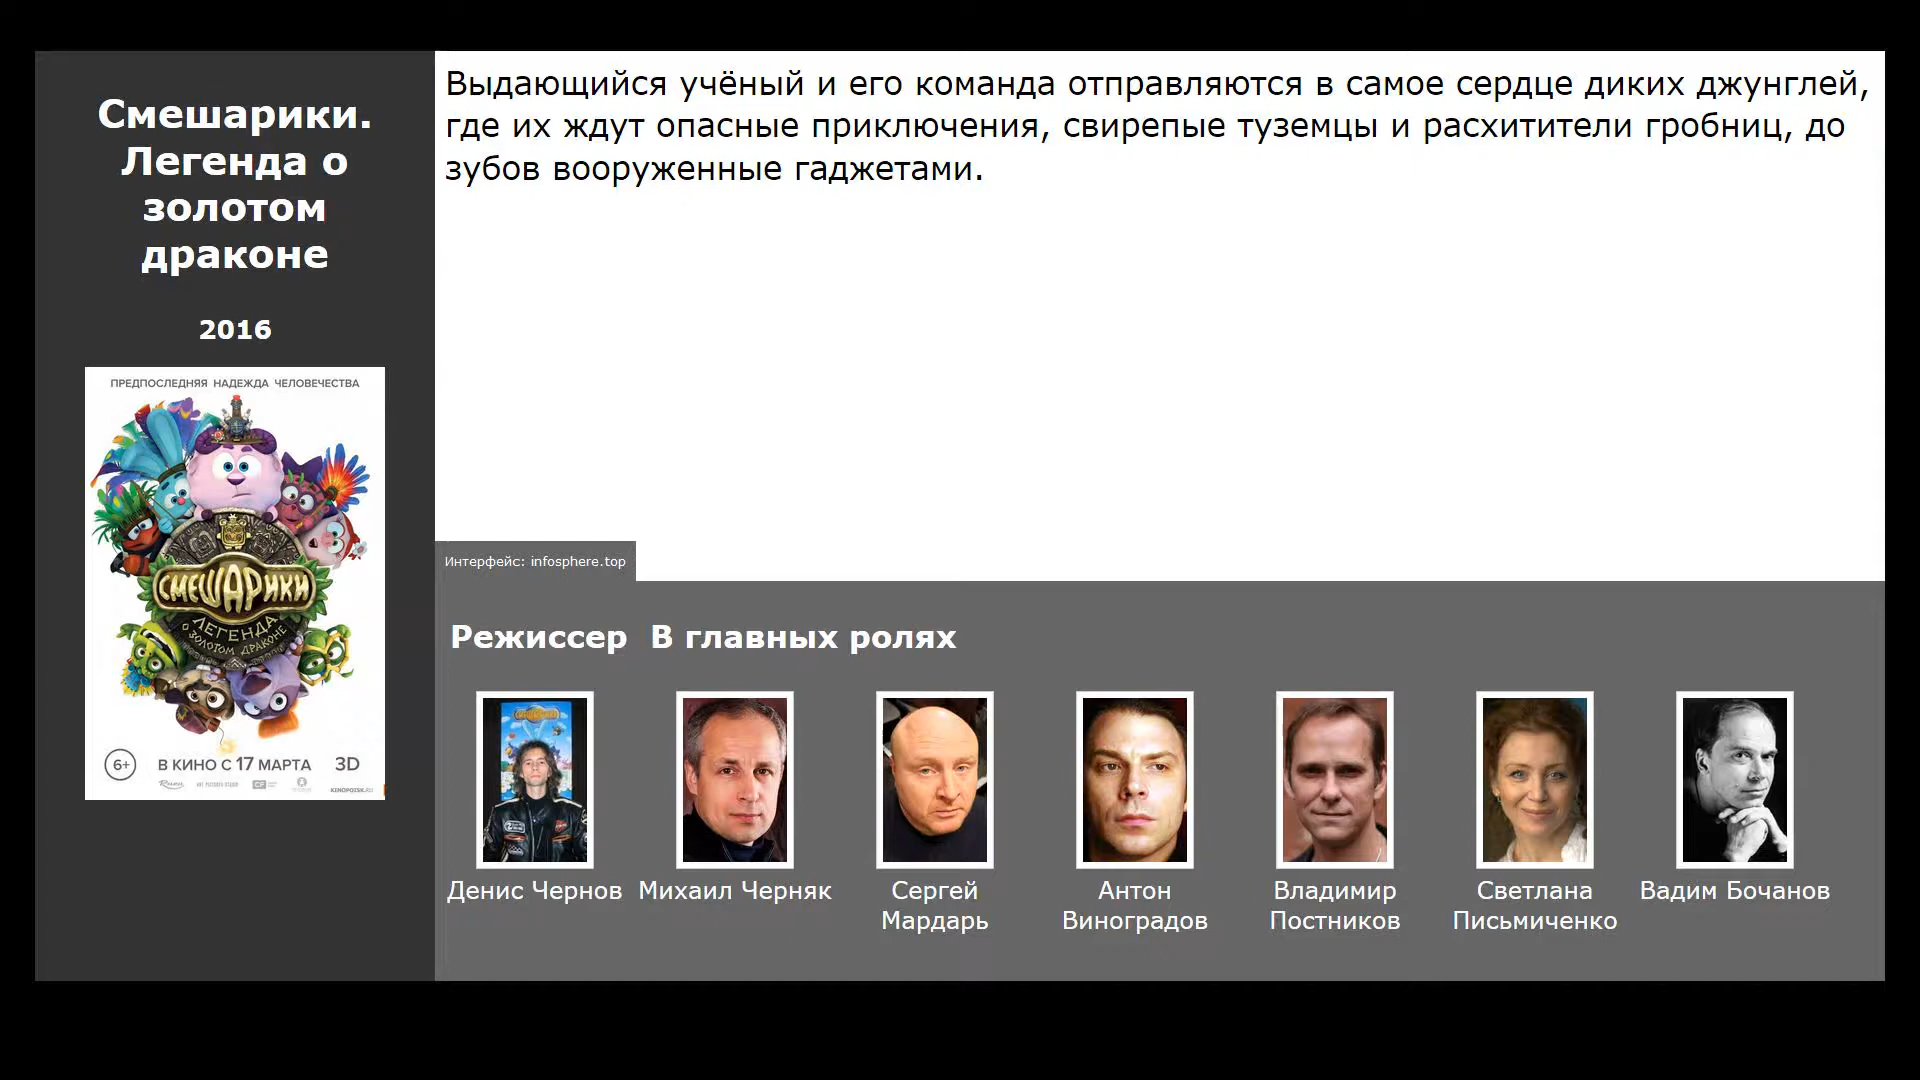 Смешарики.
Легенда о
золотом
драконе
2016
ПРЕДПОСЛЕДНЯЯ НАДЕЖДА ЧЕЛОВЕЧЕСТВА
СМЕШАРИКИ
ЛЕГЕНДА
О ЗОЛОТОМ ДРАКОНЕ
6+ В КИНО С 17 МАРТА 3D
KINOPOISK.RU
Выдающийся учёный и его команда отправляются в самое сердце диких джунглей,
где их ждут опасные приключения, свирепые туземцы и расхитители гробниц, до
зубов вооруженные гаджетами.
Интерфейс: infosphere.top
Режиссер В главных ролях
Денис Чернов
Михаил Черняк
Сергей
Мардарь
Антон
Виноградов
Владимир
Постников
Светлана
Письмиченко
Вадим Бочанов